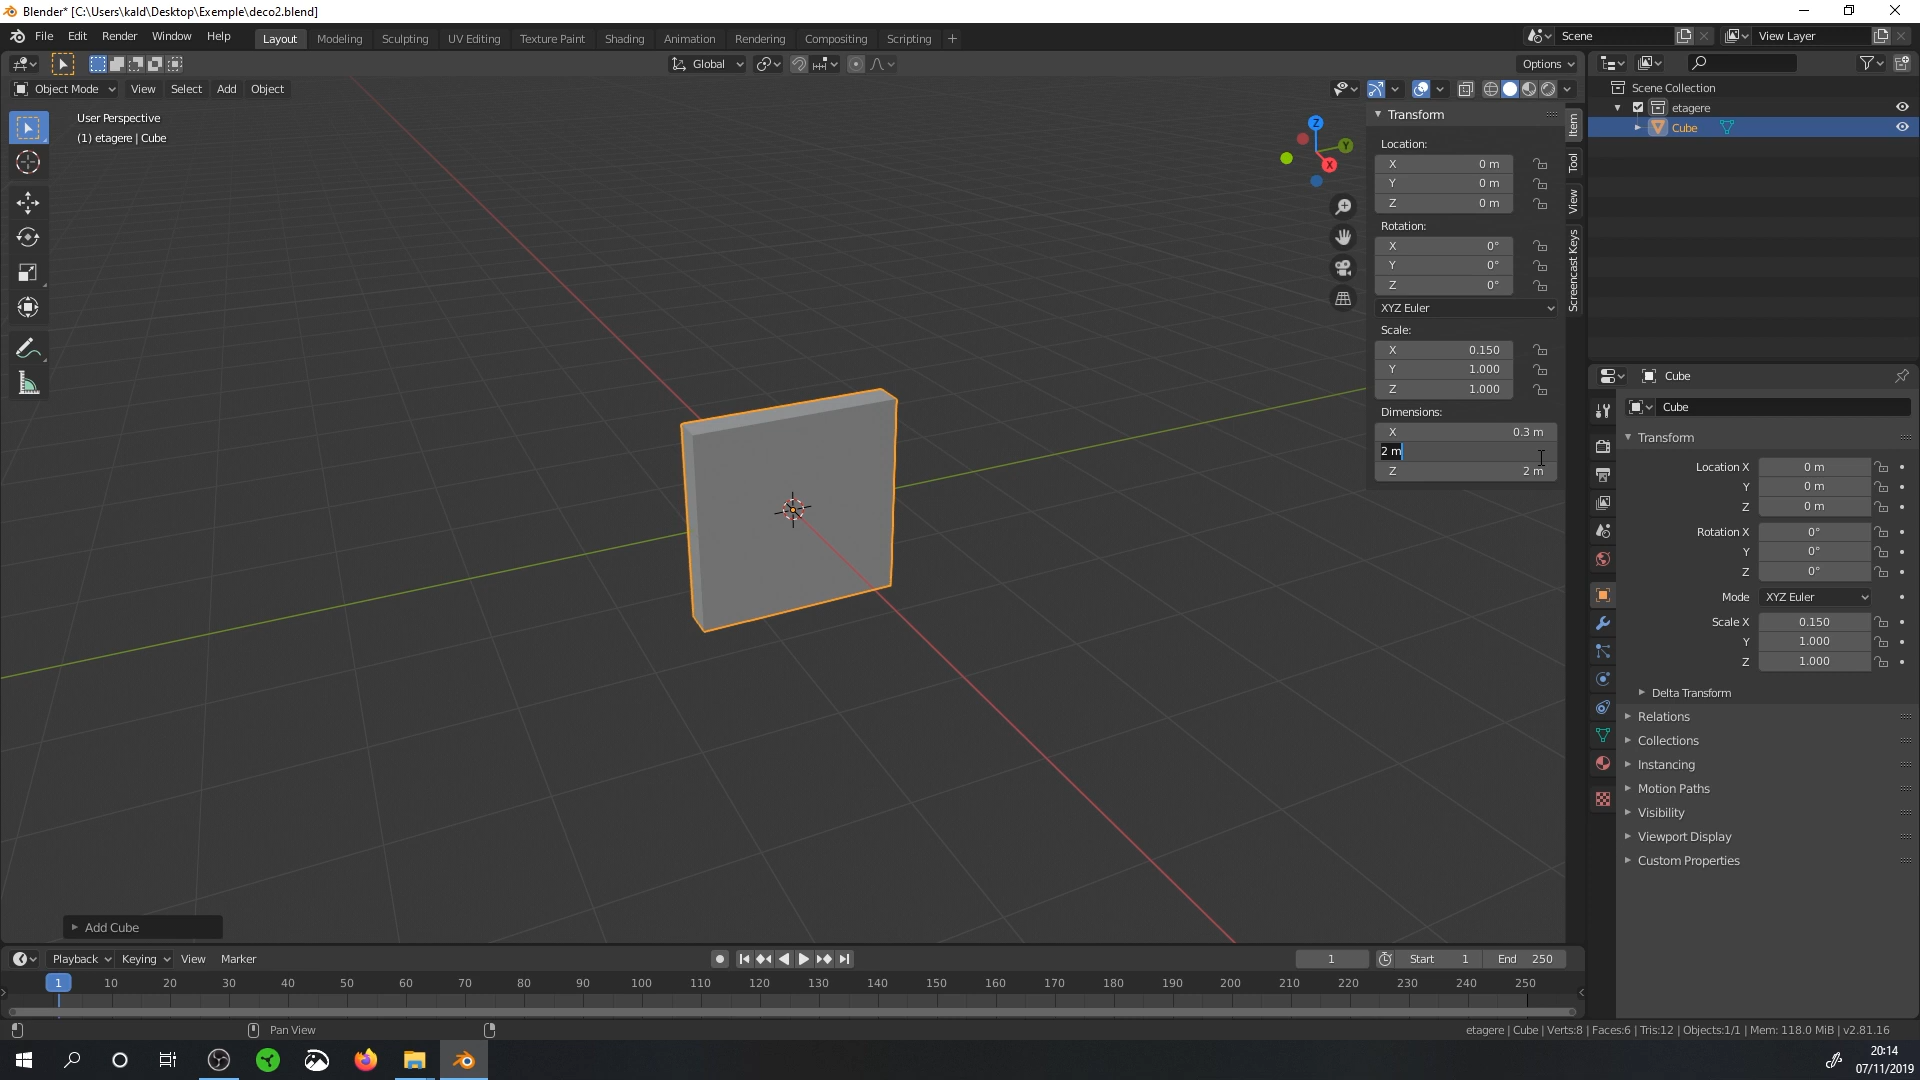 Blender* [C:\Users\kald\Desktop\Exemple\deco2.blend]
File Edit Render Window Help
Layout Modeling Sculpting UV Editing Texture Paint Shading Animation Rendering Compositing Scripting +
Scene
View Layer
Global
Options
Object Mode View Select Add Object
User Perspective
(1) etagere | Cube
Z
Y
X
Transform
Location:
X 0 m
Y 0 m
Z 0 m
Rotation:
X 0°
Y 0°
Z 0°
XYZ Euler
Scale:
X 0.150
Y 1.000
Z 1.000
Dimensions:
X 0.3 m
2 m
Z 2 m
Item
Tool
View
Screencast Keys
Scene Collection
etagere
Cube
Cube
Cube
Transform
Location X 0 m
Y 0 m
Z 0 m
Rotation X 0°
Y 0°
Z 0°
Mode XYZ Euler
Scale X 0.150
Y 1.000
Z 1.000
Delta Transform
Relations
Collections
Instancing
Motion Paths
Visibility
Viewport Display
Custom Properties
Add Cube
Playback Keying View Marker
1
Start 1
End 250
1 10 20 30 40 50 60 70 80 90 100 110 120 130 140 150 160 170 180 190 200 210 220 230 240 250
Pan View
etagere | Cube | Verts:8 | Faces:6 | Tris:12 | Objects:1/1 | Mem: 118.0 MiB | v2.81.16
20:14
07/11/2019